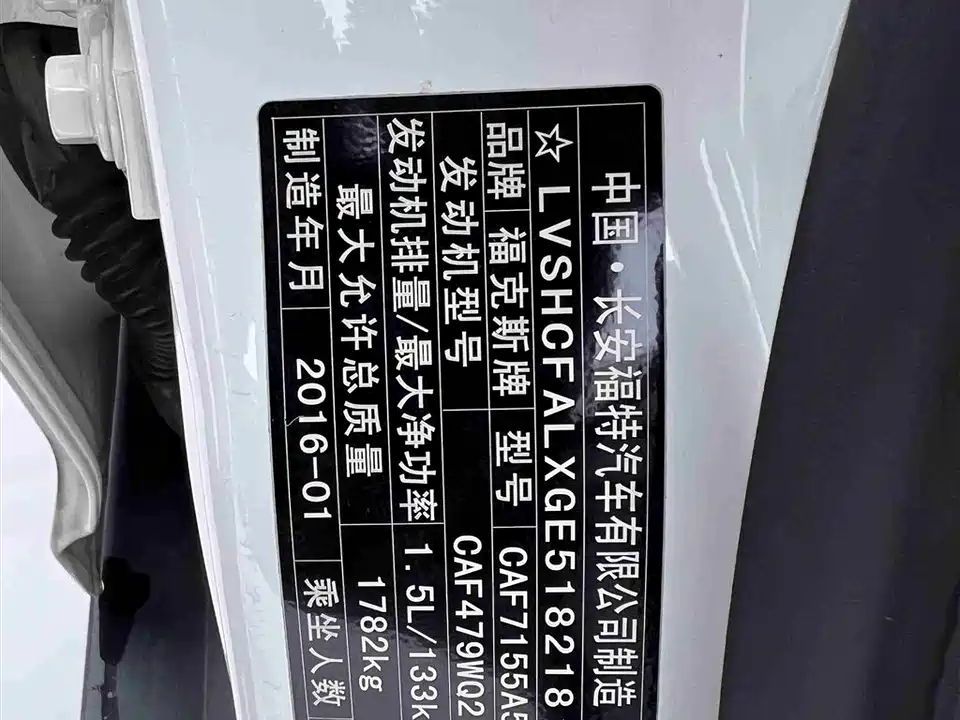 中国·长安福特汽车有限公司制造
☆LVSHCFALXGE518218
品牌 福克斯牌 型号 CAF7155A5
发动机型号 CAF479WQ2
发动机排量/最大净功率 1.5L/133k
最大允许总质量 1782kg
制造年月 2016-01 乘坐人数